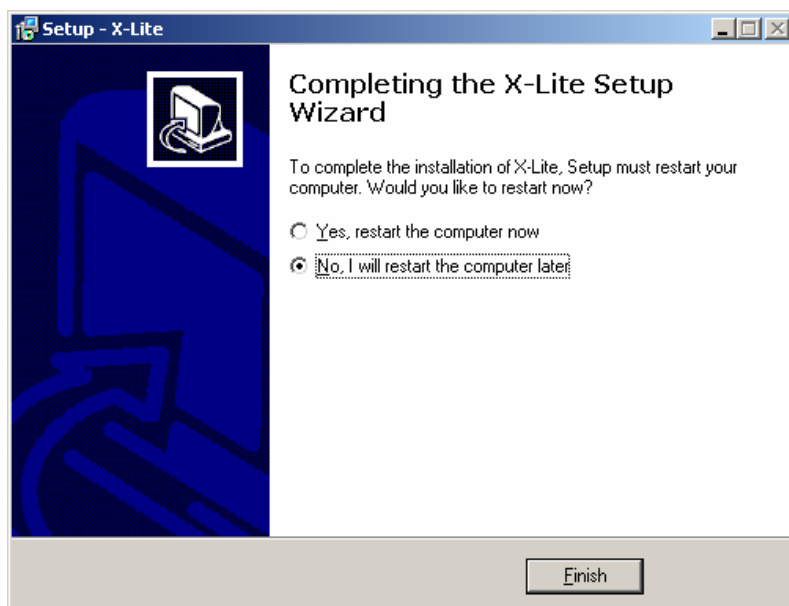 Setup - X-Lite
Completing the X-Lite Setup
Wizard
To complete the installation of X-Lite, Setup must restart your
computer. Would you like to restart now?
Yes, restart the computer now
No, I will restart the computer later
Finish